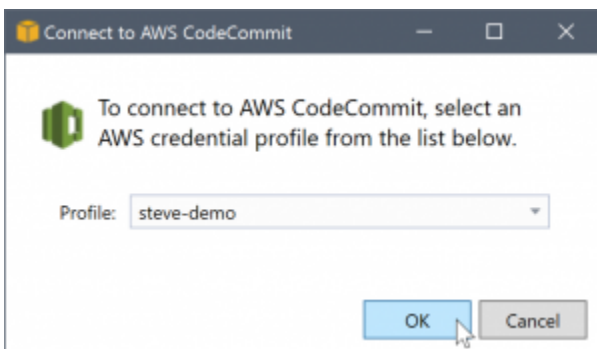 Connect to AWS CodeCommit
To connect to AWS CodeCommit, select an
AWS credential profile from the list below.
Profile: steve-demo
OK Cancel